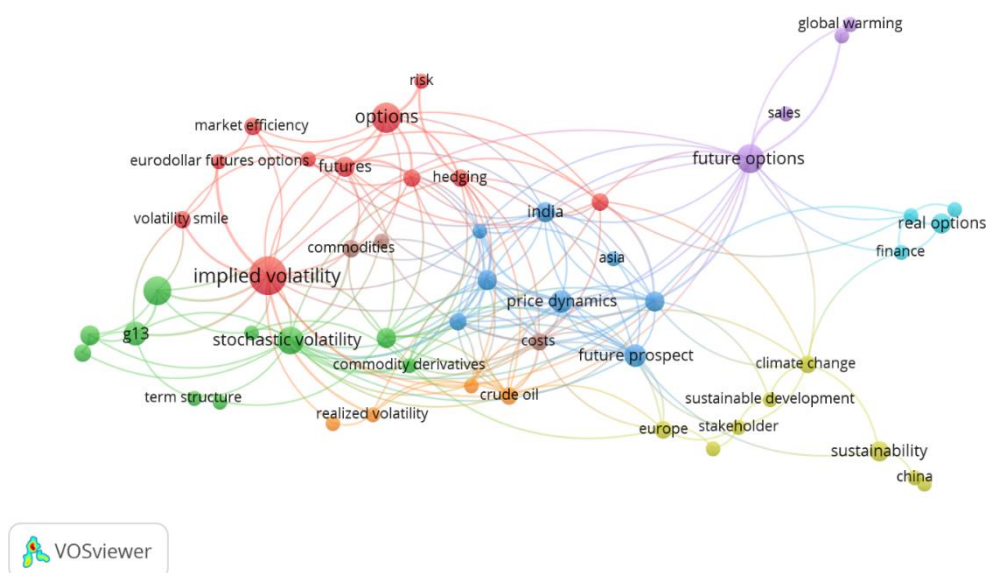 global warming
risk
sales
options
market efficiency
future options
eurodollar futures options
futures
hedging
volatility smile
india
real options
commodities
finance
asia
implied volatility
price dynamics
g13
stochastic volatility
costs
future prospect
commodity derivatives
climate change
term structure
crude oil
sustainable development
realized volatility
europe
stakeholder
sustainability
china
VOSviewer